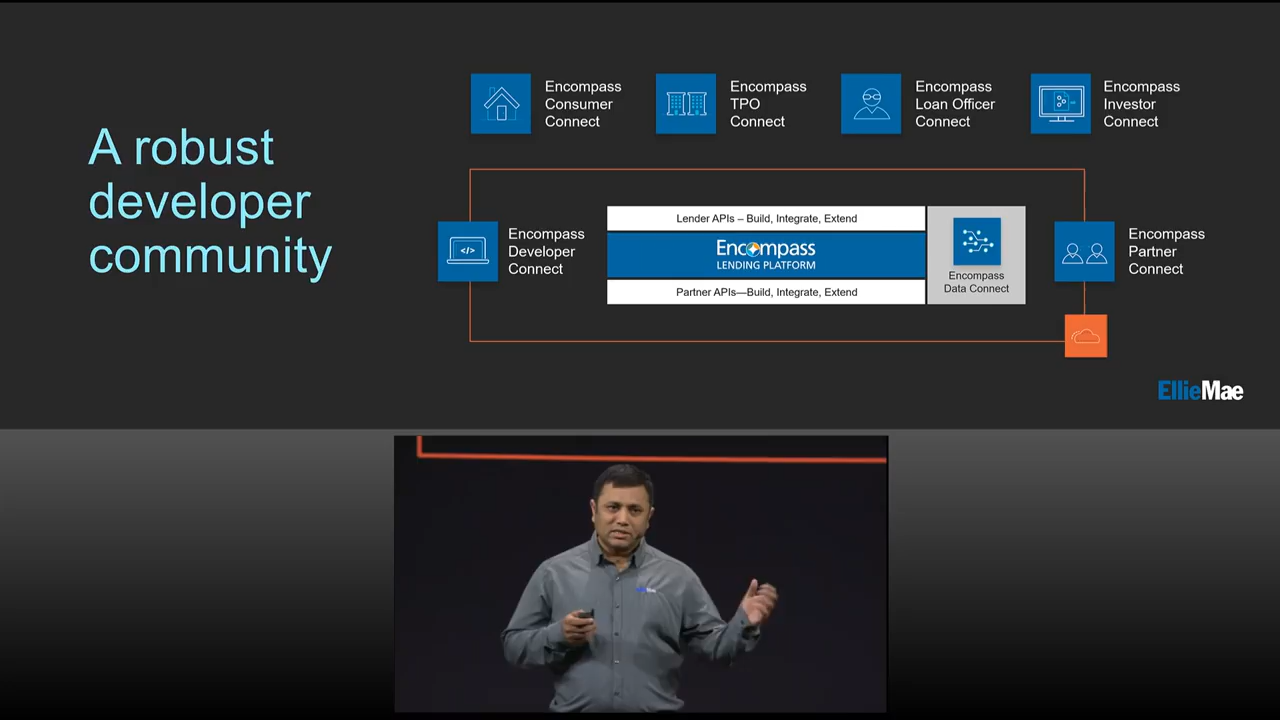 A robust
developer
community
Encompass
Consumer
Connect
Encompass
TPO
Connect
Encompass
Loan Officer
Connect
Encompass
Investor
Connect
</>
Encompass
Developer
Connect
Lender APIs – Build, Integrate, Extend
Encompass
LENDING PLATFORM
Partner APIs—Build, Integrate, Extend
Encompass
Data Connect
Encompass
Partner
Connect
EllieMae